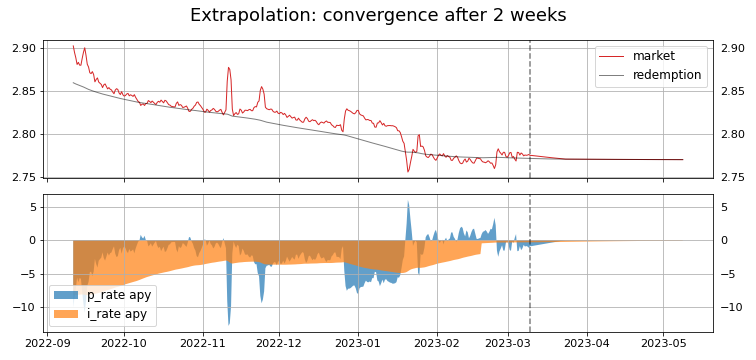 Extrapolation: convergence after 2 weeks
2.90
2.85
2.80
2.75
market
redemption
2.90
2.85
2.80
2.75
5
0
−5
−10
p_rate apy
i_rate apy
5
0
−5
−10
2022-09 2022-10 2022-11 2022-12 2023-01 2023-02 2023-03 2023-04 2023-05